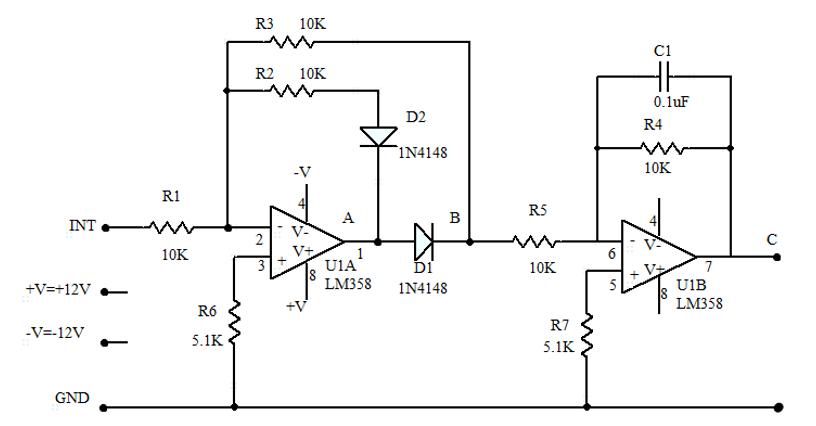 R3 10K
R2 10K
D2
1N4148
C1
0.1uF
R4
10K
-V
R1
INT
10K
4
2
-
V-
V+
3
+
A
1
8
U1A
LM358
+V
D1
1N4148
B
R5
10K
4
6
-
V-
V+
5
+
7
8
U1B
LM358
C
+V=+12V
R6
5.1K
-V=-12V
R7
5.1K
GND